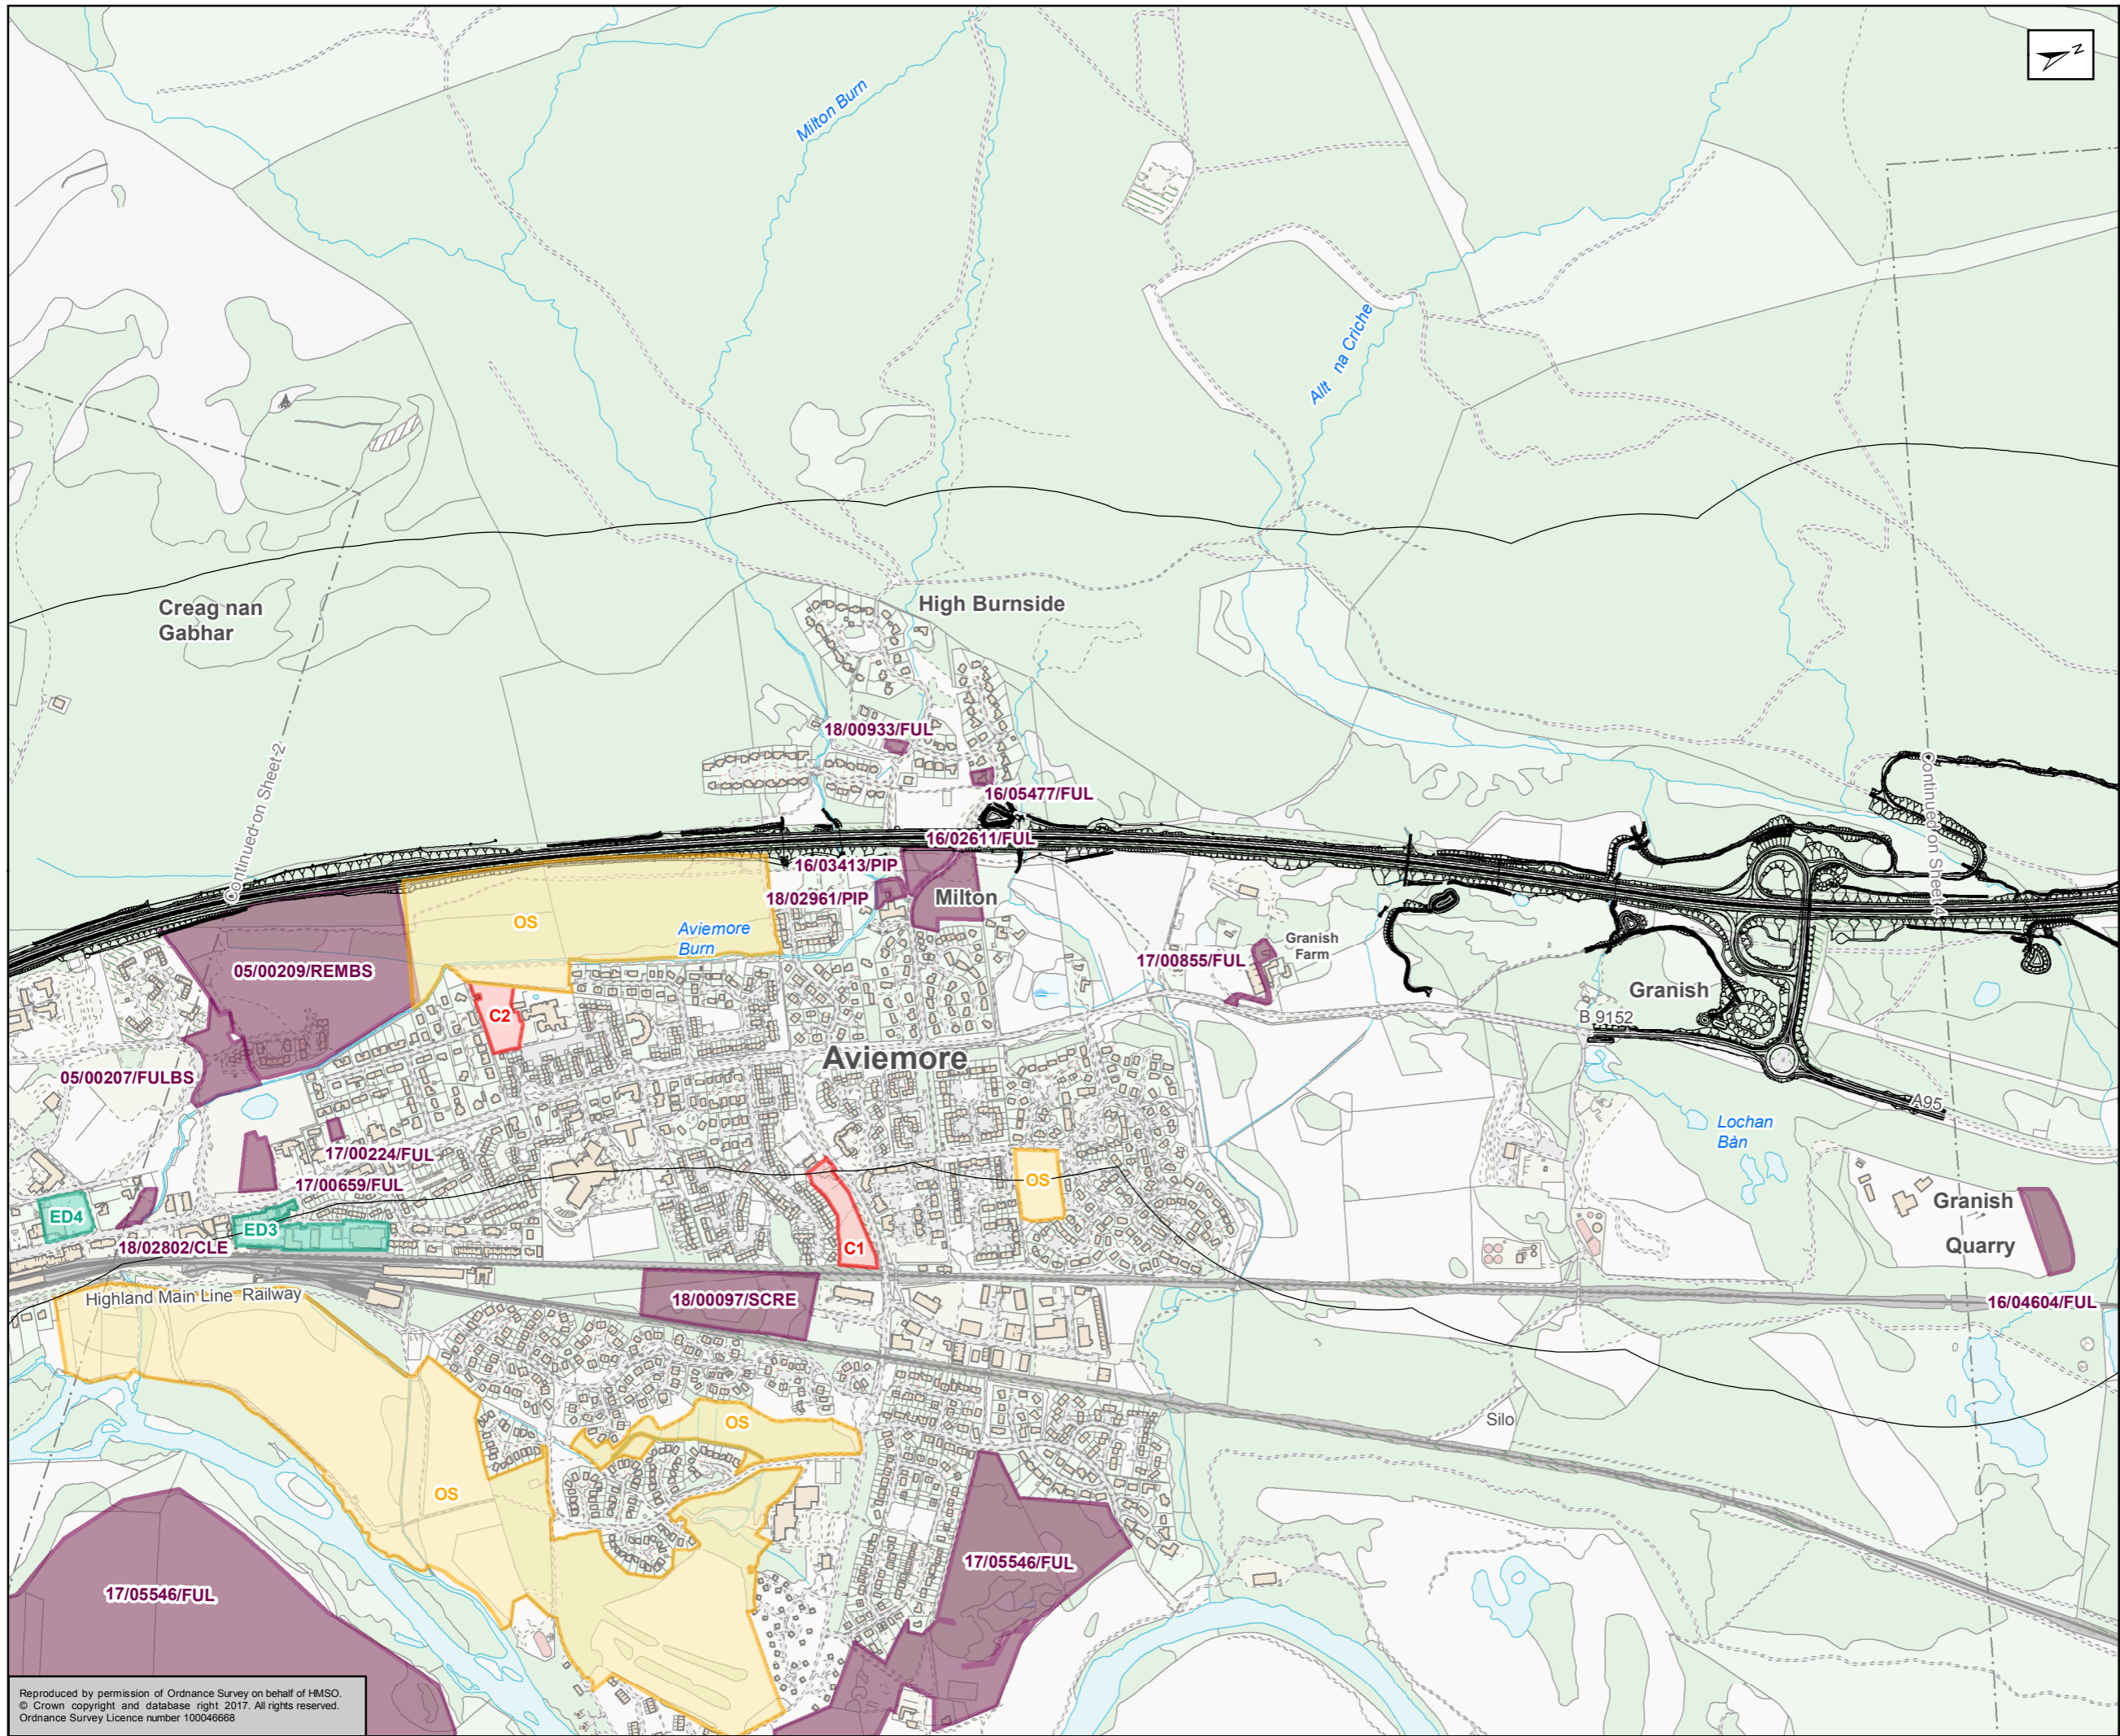 N
Milton Burn
Allt na Criche
Creag nan
Gabhar
High Burnside
18/00933/FUL
Continued on Sheet 2
Continued on Sheet 4
16/05477/FUL
16/02611/FUL
16/03413/PIP
18/02961/PIP
Milton
OS
Aviemore
Burn
05/00209/REMBS
17/00855/FUL
Granish
Farm
Granish
B 9152
C2
Aviemore
05/00207/FULBS
A95
Lochan
Bàn
17/00224/FUL
17/00659/FUL
OS
ED4
ED3
18/02802/CLE
C1
Granish
Quarry
Highland Main Line Railway
18/00097/SCRE
16/04604/FUL
Silo
OS
OS
17/05546/FUL
17/05546/FUL
Reproduced by permission of Ordnance Survey on behalf of HMSO.
© Crown copyright and database right 2017. All rights reserved.
Ordnance Survey Licence number 100046668